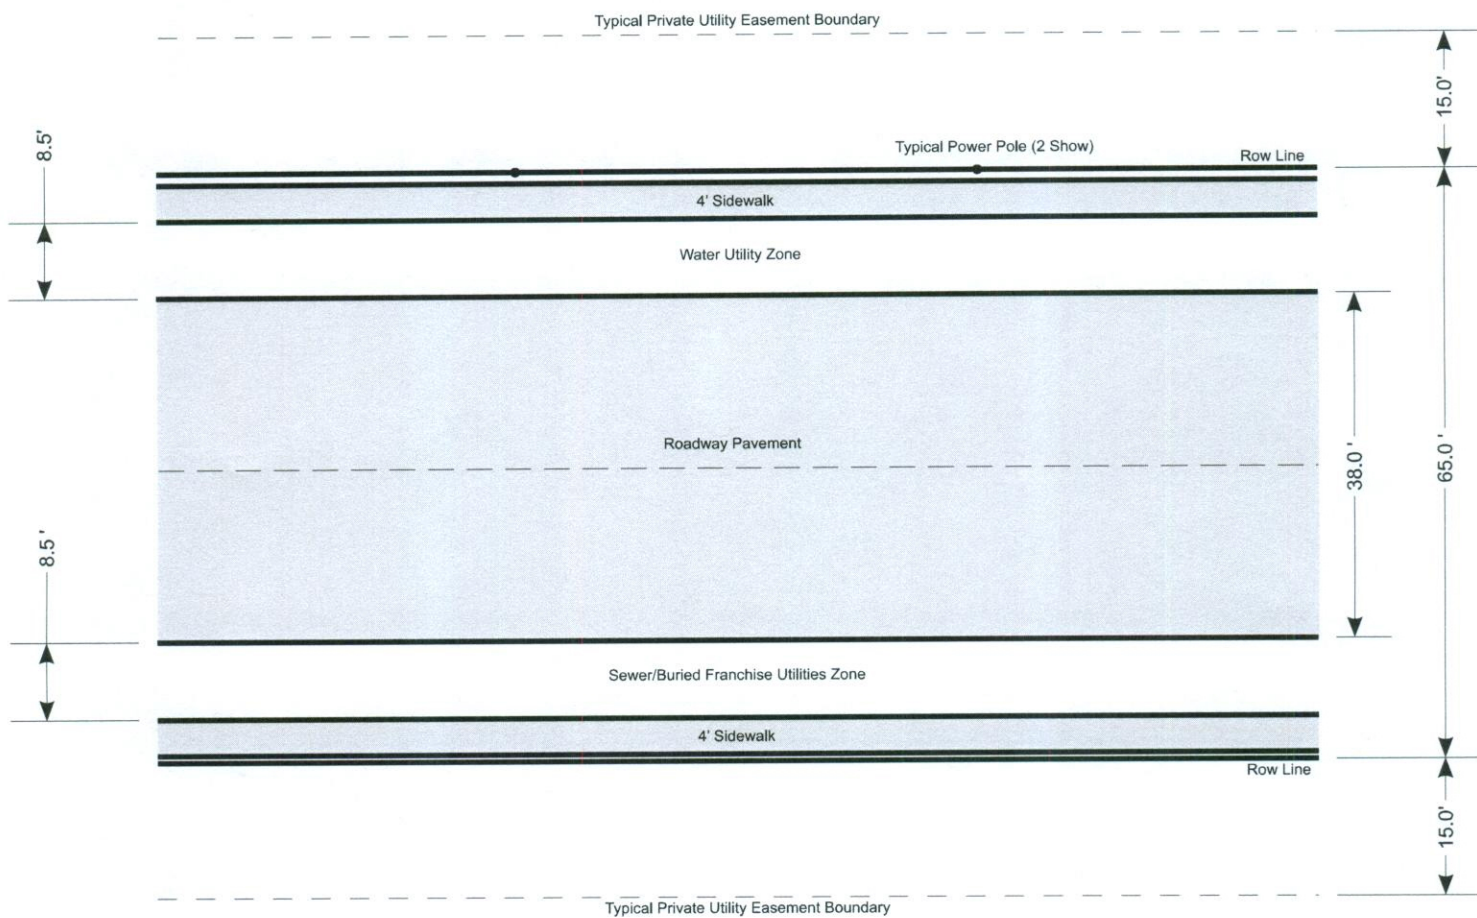 Typical Private Utility Easement Boundary
15.0'
8.5'
Typical Power Pole (2 Show)
Row Line
4' Sidewalk
Water Utility Zone
Roadway Pavement
38.0 '
65.0 '
8.5 '
Sewer/Buried Franchise Utilities Zone
4' Sidewalk
Row Line
15.0'
Typical Private Utility Easement Boundary